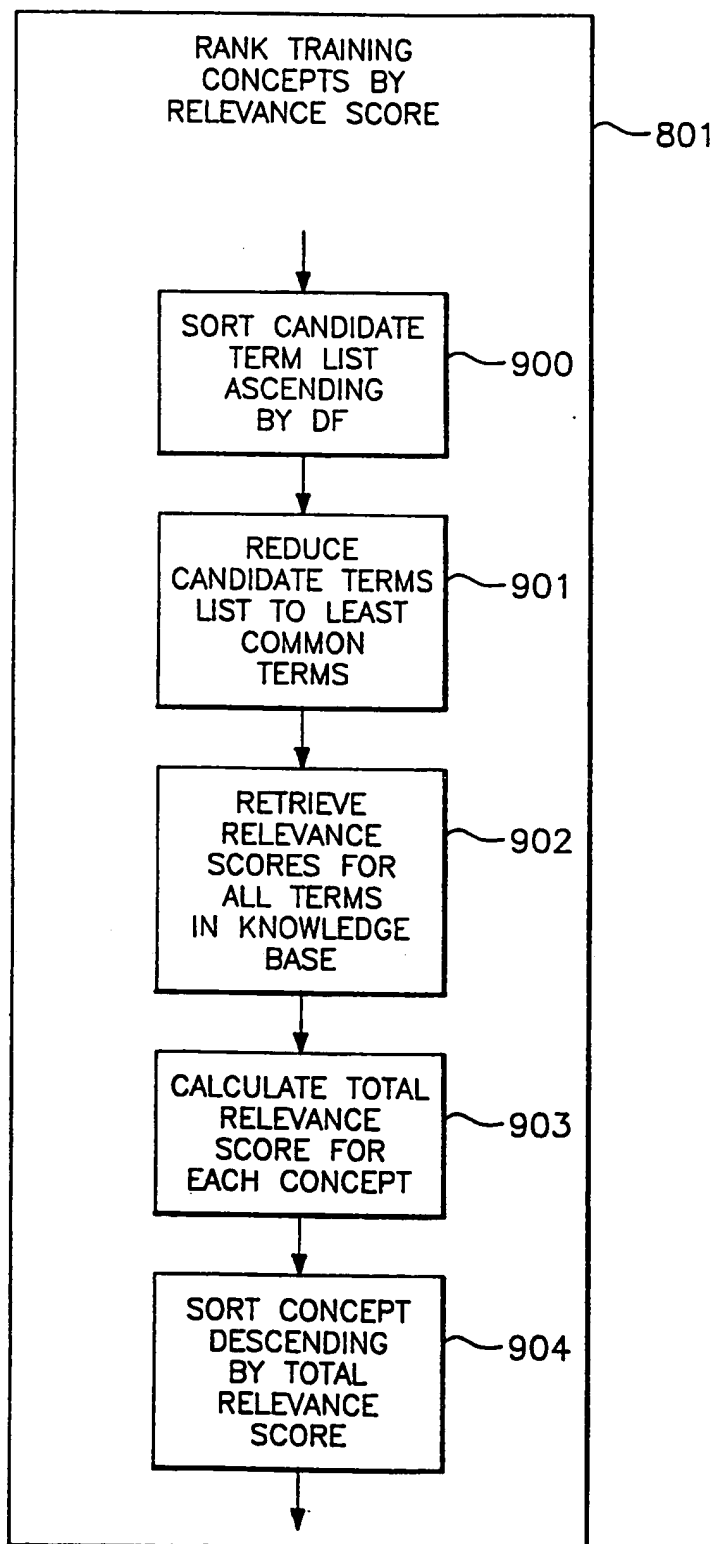 RANK TRAINING
CONCEPTS BY
RELEVANCE SCORE
801
SORT CANDIDATE
TERM LIST
ASCENDING
BY DF
900
REDUCE
CANDIDATE TERMS
LIST TO LEAST
COMMON
TERMS
901
RETRIEVE
RELEVANCE
SCORES FOR
ALL TERMS
IN KNOWLEDGE
BASE
902
CALCULATE TOTAL
RELEVANCE
SCORE FOR
EACH CONCEPT
903
SORT CONCEPT
DESCENDING
BY TOTAL
RELEVANCE
SCORE
904